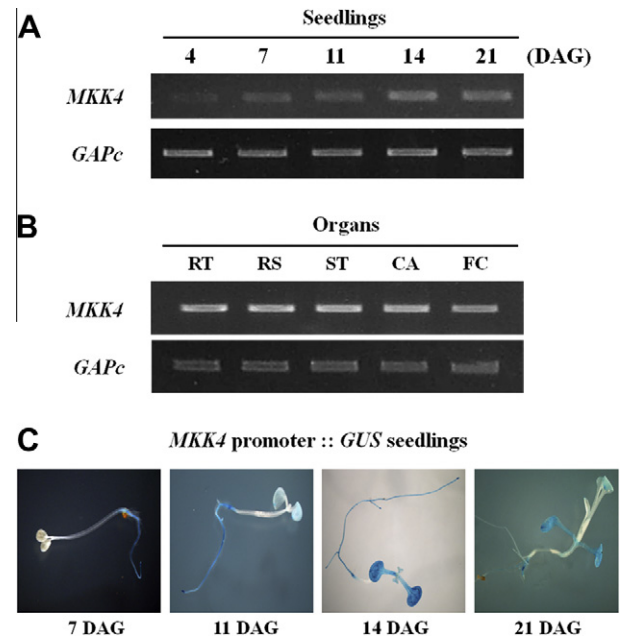 A
Seedlings
4 7 11 14 21 (DAG)
MKK4
GAPc
B
Organs
RT RS ST CA FC
MKK4
GAPc
C
MKK4 promoter :: GUS seedlings
7 DAG 11 DAG 14 DAG 21 DAG